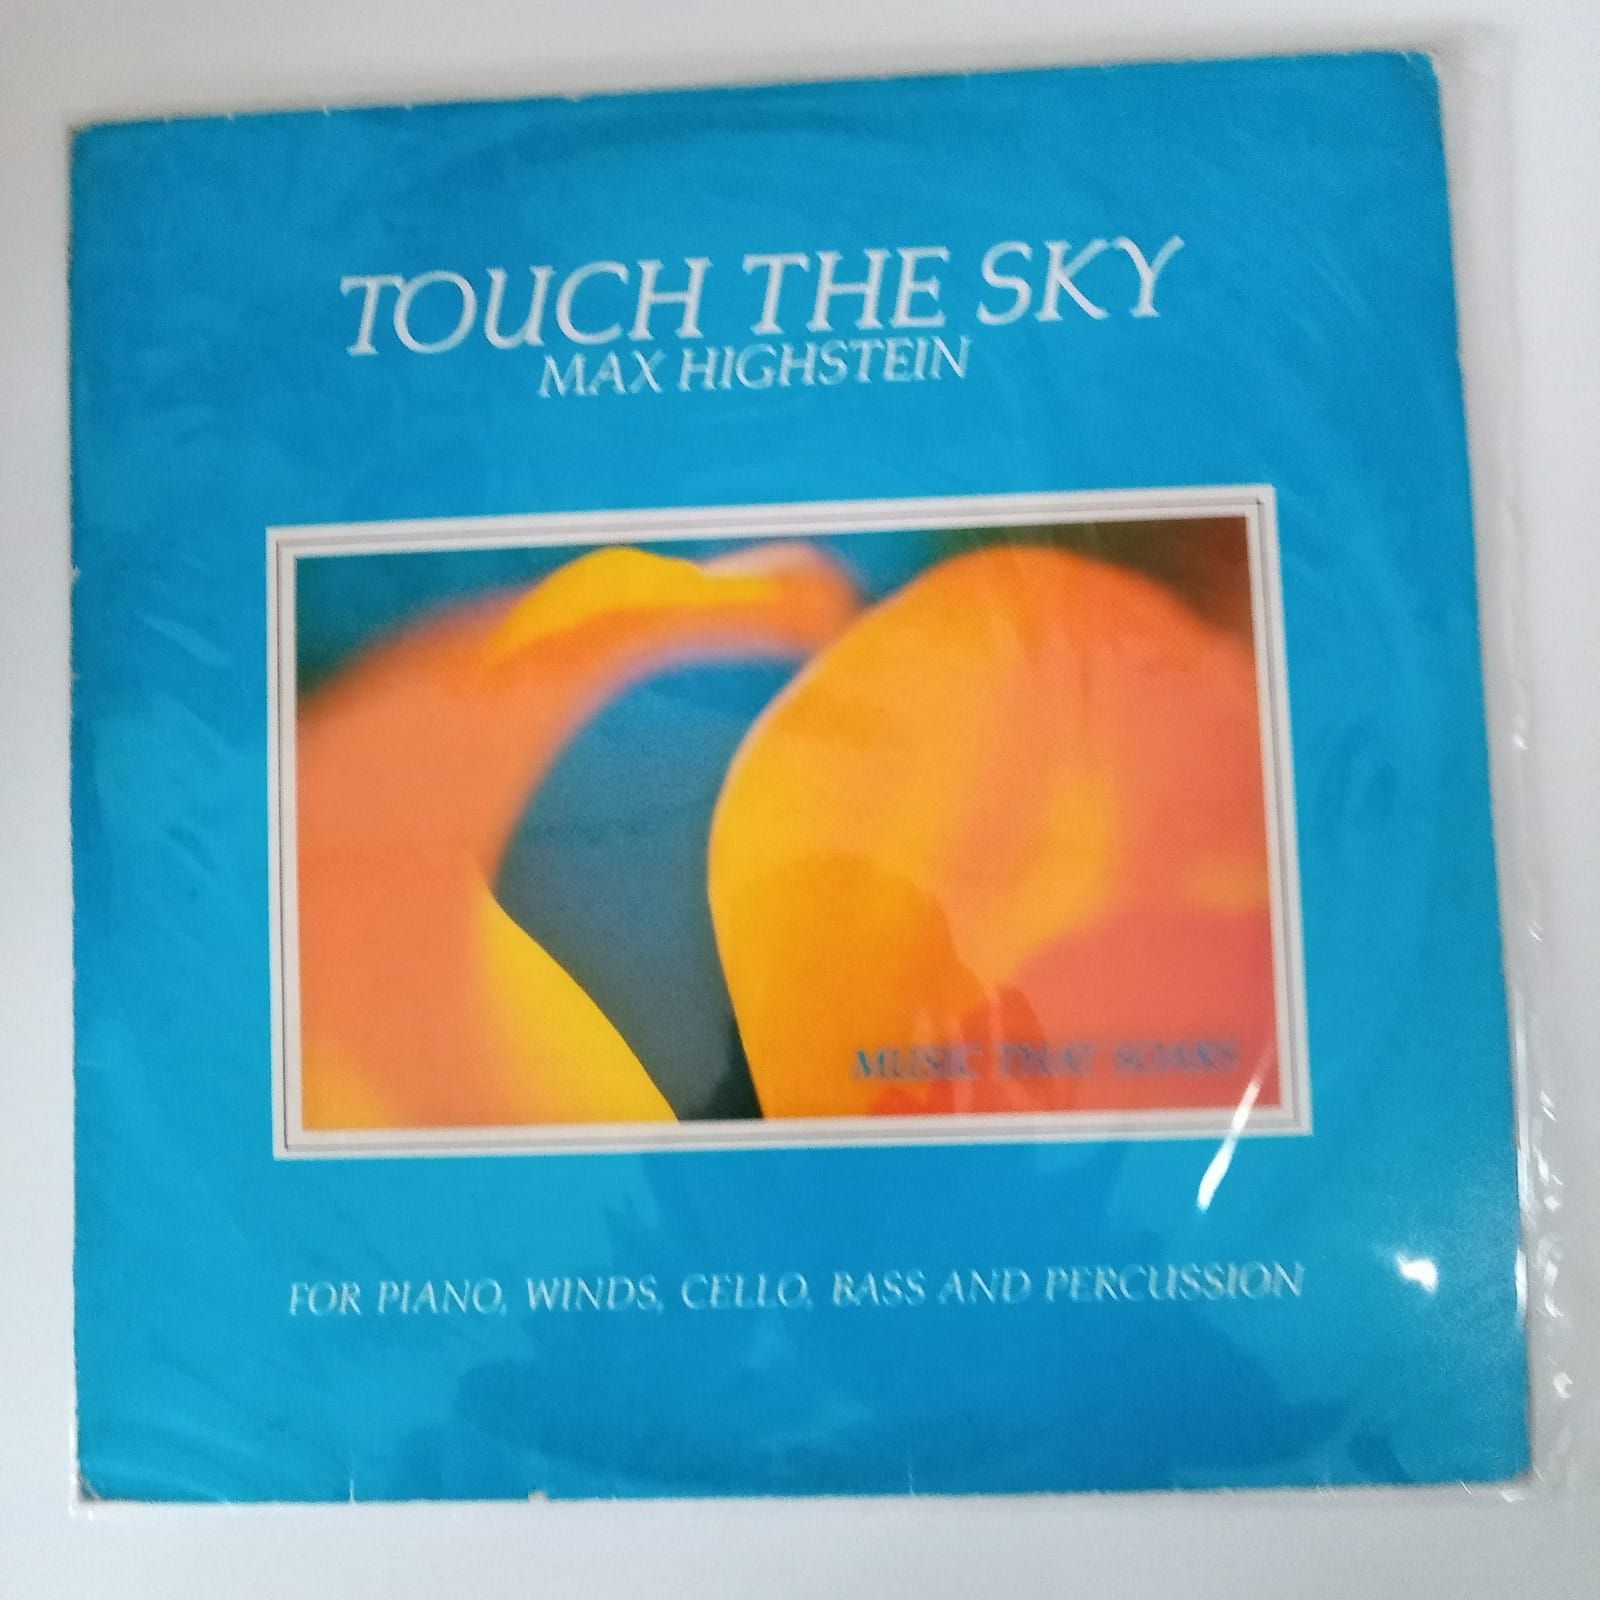 TOUCH THE SKY
MAX HIGHSTEIN
MUSIC THAT SOARS
FOR PIANO, WINDS, CELLO, BASS AND PERCUSSION